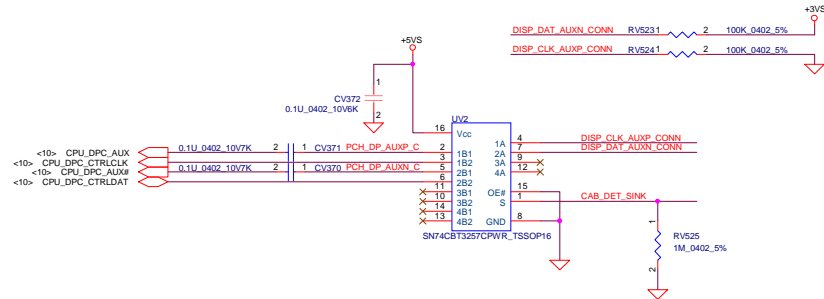 +3VS
DISP_DAT_AUXN_CONN RV523 1 2 100K_0402_5%
+5VS
DISP_CLK_AUXP_CONN RV524 1 2 100K_0402_5%
1
CV372
0.1U_0402_10V6K
2
UV2
16 Vcc
4 1A DISP_CLK_AUXP_CONN
<10> CPU_DPC_AUX 0.1U_0402_10V7K 2 1 CV371 PCH_DP_AUXP_C 2 1B1 7 2A DISP_DAT_AUXN_CONN
<10> CPU_DPC_CTRLCLK 3 1B2 9 3A
<10> CPU_DPC_AUX# 0.1U_0402_10V7K 2 1 CV370 PCH_DP_AUXN_C 5 2B1 12 4A
<10> CPU_DPC_CTRLDAT 6 2B2
11 3B1 15 OE#
10 3B2 1 S CAB_DET_SINK
14 4B1
13 4B2 8 GND
1
SN74CBT3257CPWR_TSSOP16
RV525
1M_0402_5%
2